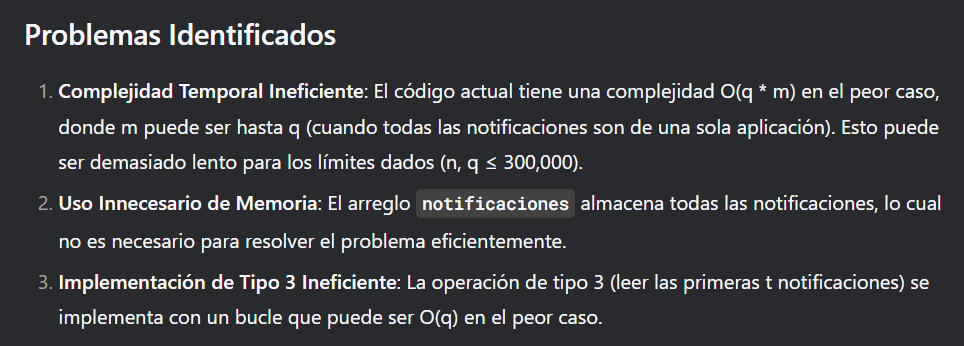 Problemas Identificados
1. Complejidad Temporal Ineficiente: El código actual tiene una complejidad O(q * m) en el peor caso,
donde m puede ser hasta q (cuando todas las notificaciones son de una sola aplicación). Esto puede
ser demasiado lento para los límites dados (n, q ≤ 300,000).
2. Uso Innecesario de Memoria: El arreglo notificaciones almacena todas las notificaciones, lo cual
no es necesario para resolver el problema eficientemente.
3. Implementación de Tipo 3 Ineficiente: La operación de tipo 3 (leer las primeras t notificaciones) se
implementa con un bucle que puede ser O(q) en el peor caso.